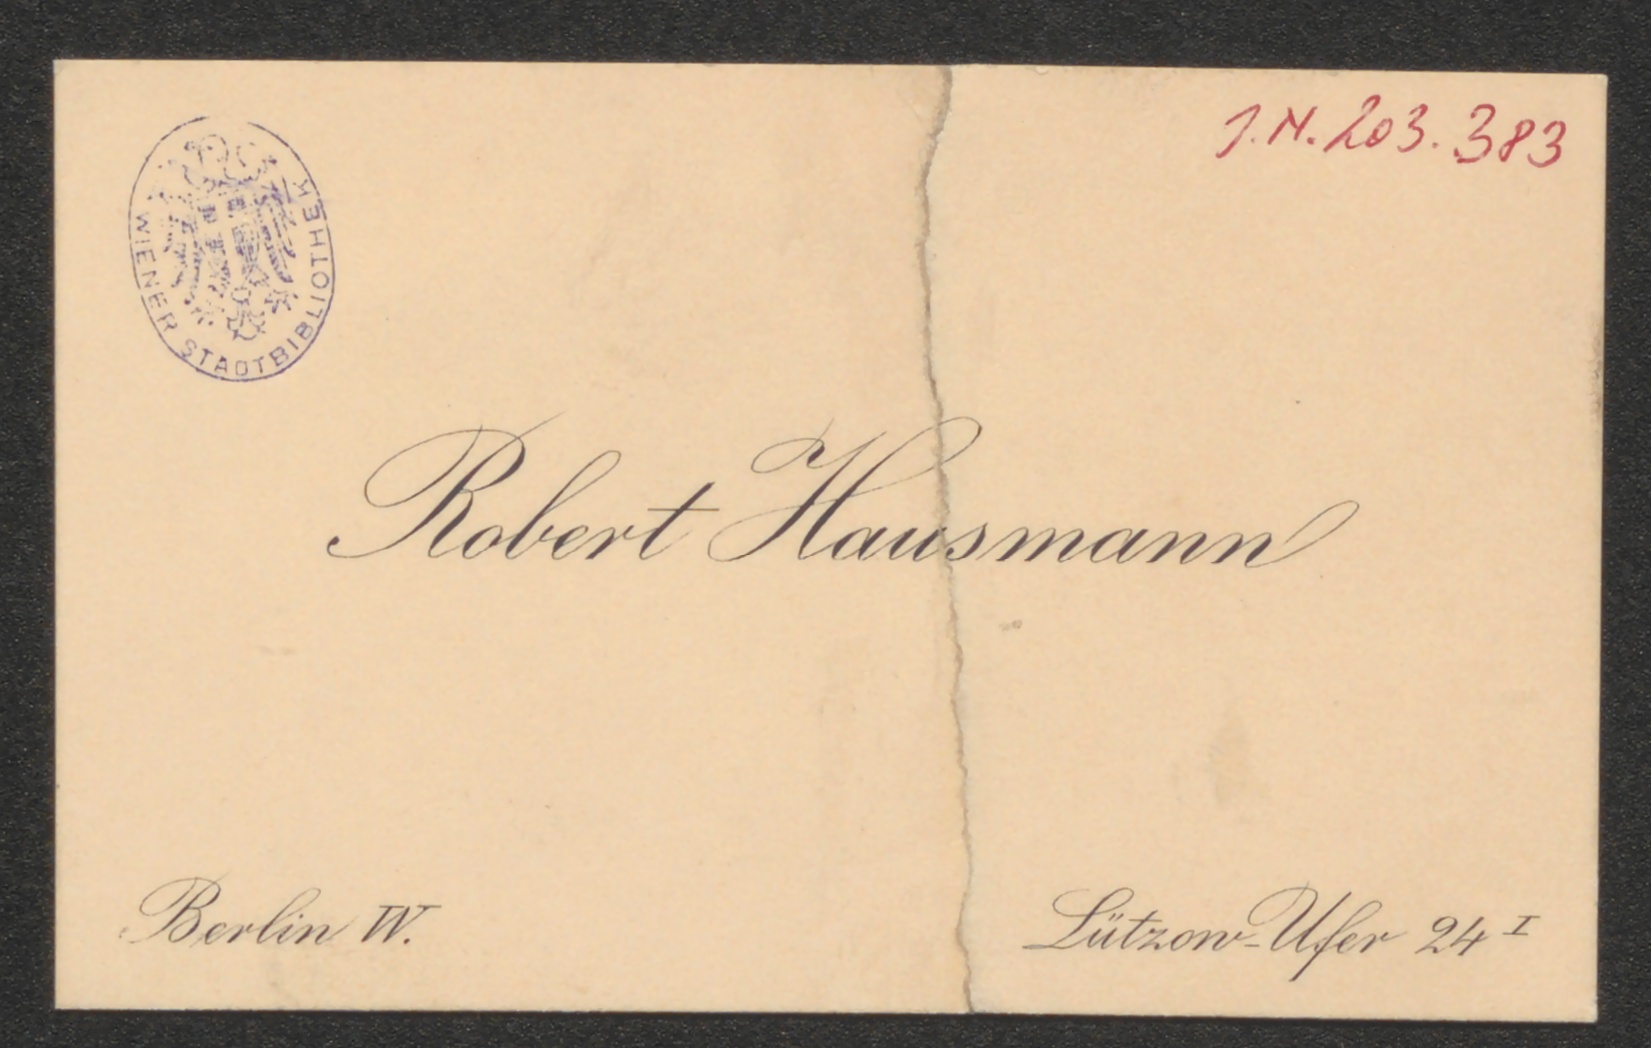 J.N. 203.383
WIENER STADTBIBLIOTHEK
Robert Hausmann
Berlin W.
Lützow-Ufer 24 I